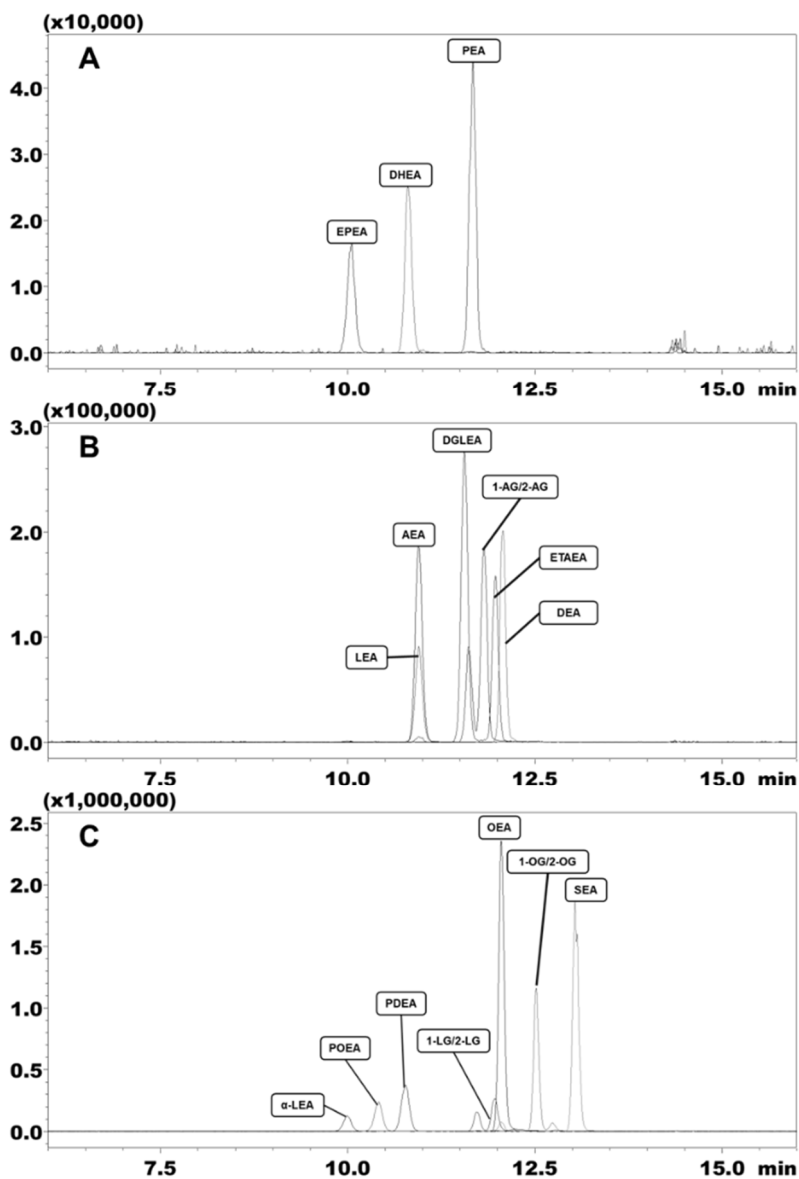 (x10,000)
A
PEA
4.0
DHEA
3.0
EPEA
2.0
1.0
0.0
7.5 10.0 12.5 15.0 min
(x100,000)
B
3.0
DGLEA
1-AG/2-AG
AEA
2.0
ETAEA
DEA
1.0
LEA
0.0
7.5 10.0 12.5 15.0 min
(x1,000,000)
C
2.5
OEA
1-OG/2-OG
SEA
2.0
1.5
PDEA
1.0
1-LG/2-LG
POEA
0.5
α-LEA
0.0
7.5 10.0 12.5 15.0 min